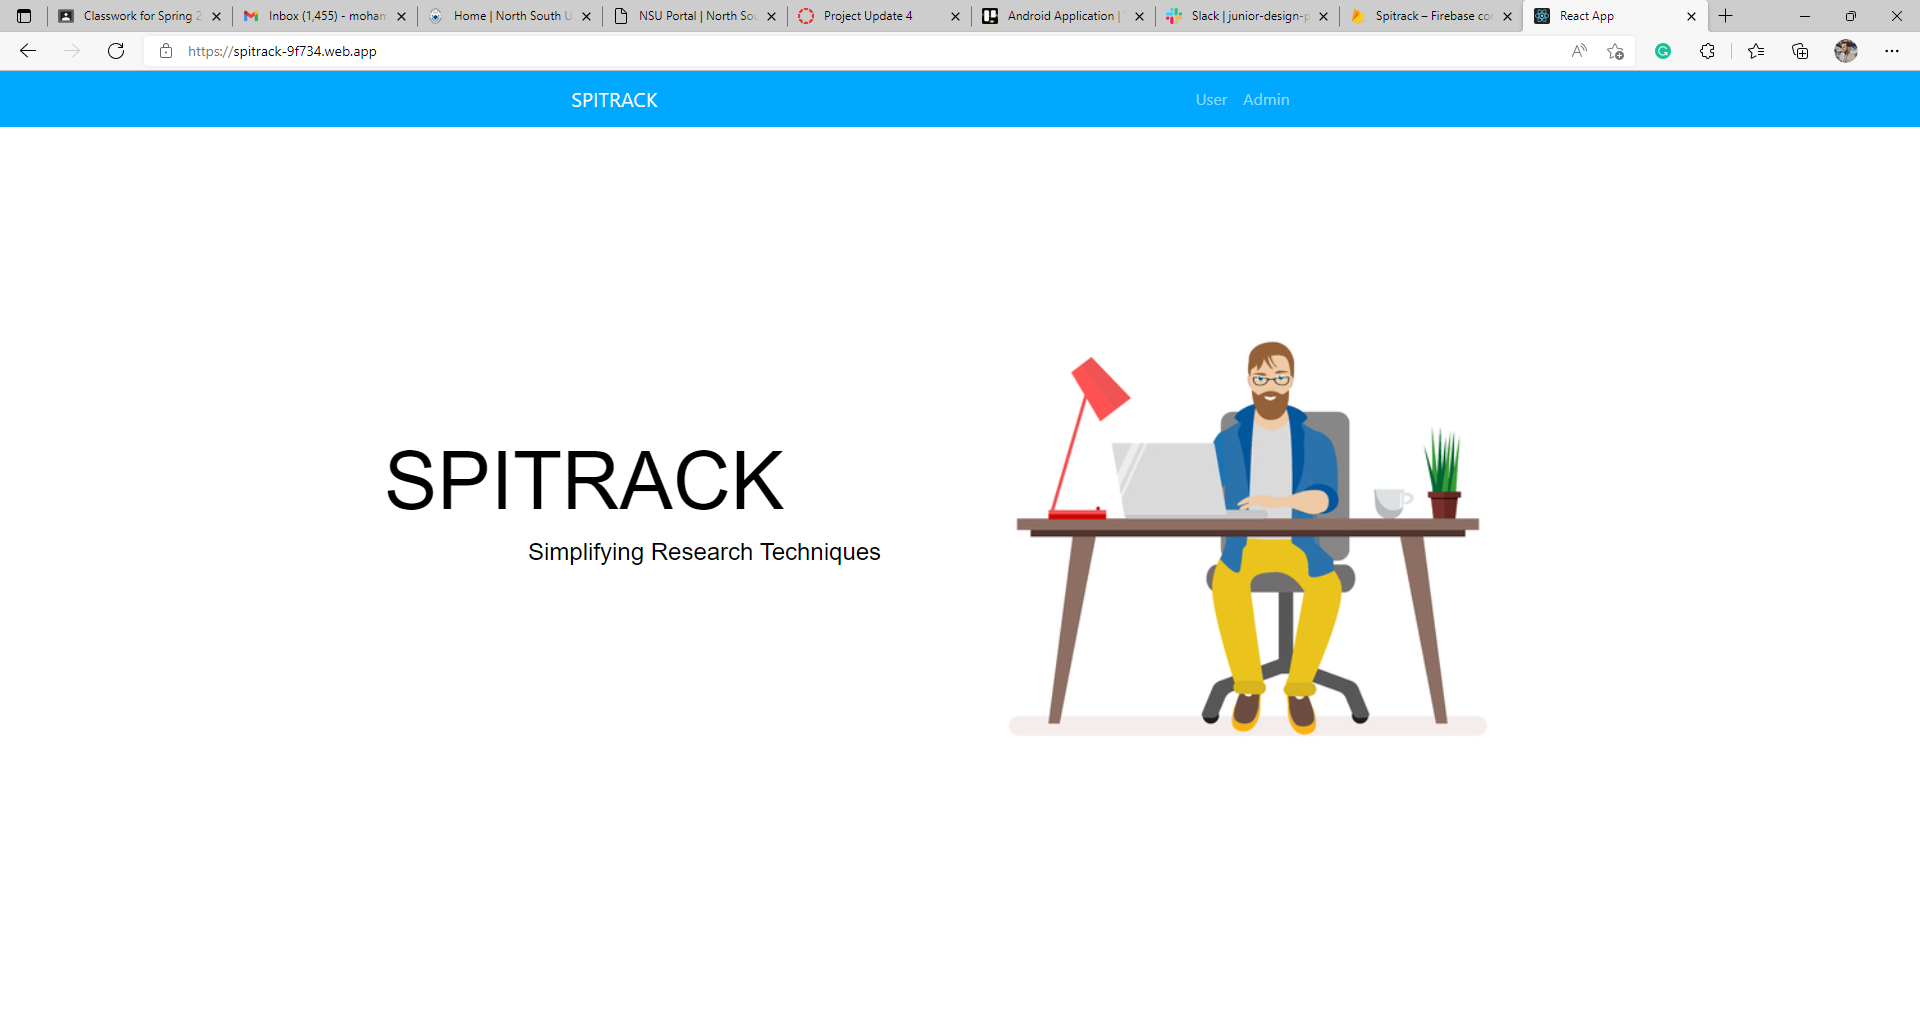 Classwork for Spring 2
Inbox (1,455) - moham
Home | North South U
NSU Portal | North Sou
Project Update 4
Android Application | T
Slack | junior-design-p
Spitrack – Firebase con
React App
https://spitrack-9f734.web.app
SPITRACK
User
Admin
SPITRACK
Simplifying Research Techniques